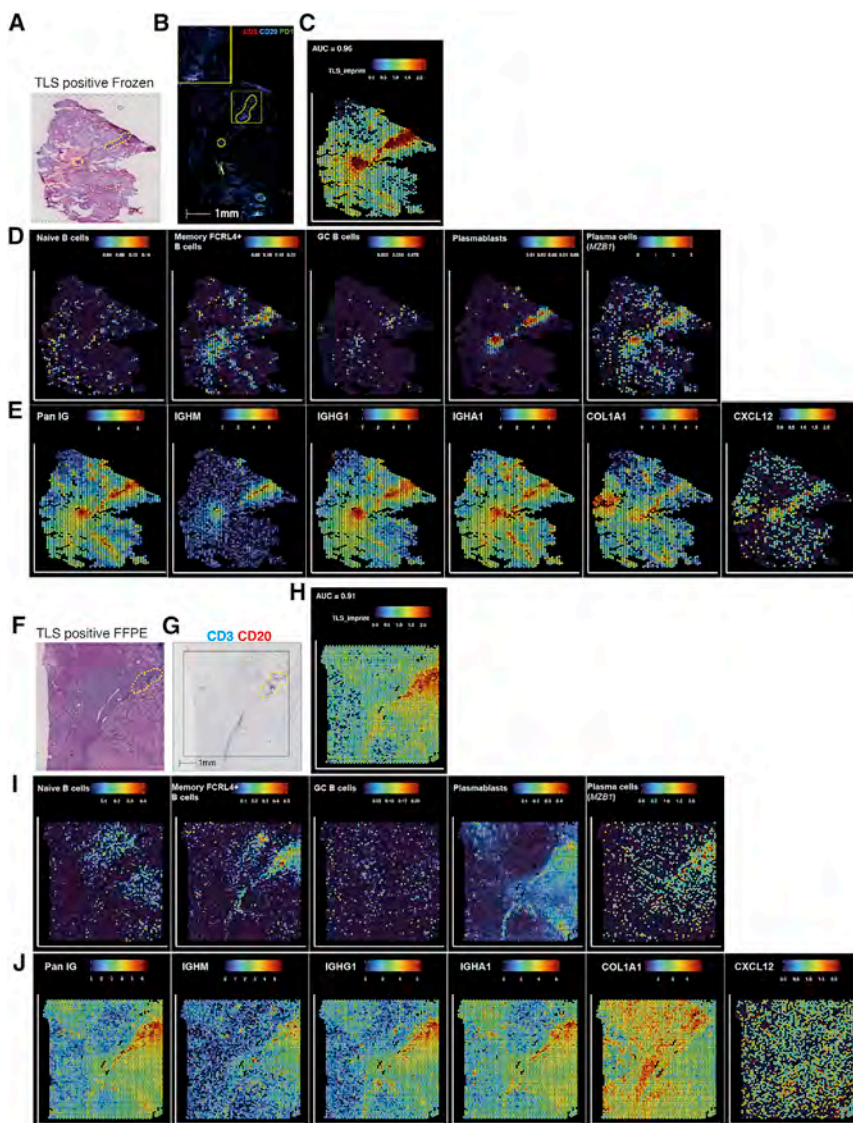 A
TLS positive Frozen
B
CD3 CD20 PD1
1mm
C
AUC = 0.96
TLS_imprint
D
Naive B cells
Memory FCRL4+
B cells
GC B cells
Plasmablasts
Plasma cells
(MZB1)
E
Pan IG
IGHM
IGHG1
IGHA1
COL1A1
CXCL12
F
TLS positive FFPE
G
CD3 CD20
1mm
H
AUC = 0.91
TLS_imprint
I
Naive B cells
Memory FCRL4+
B cells
GC B cells
Plasmablasts
Plasma cells
(MZB1)
J
Pan IG
IGHM
IGHG1
IGHA1
COL1A1
CXCL12